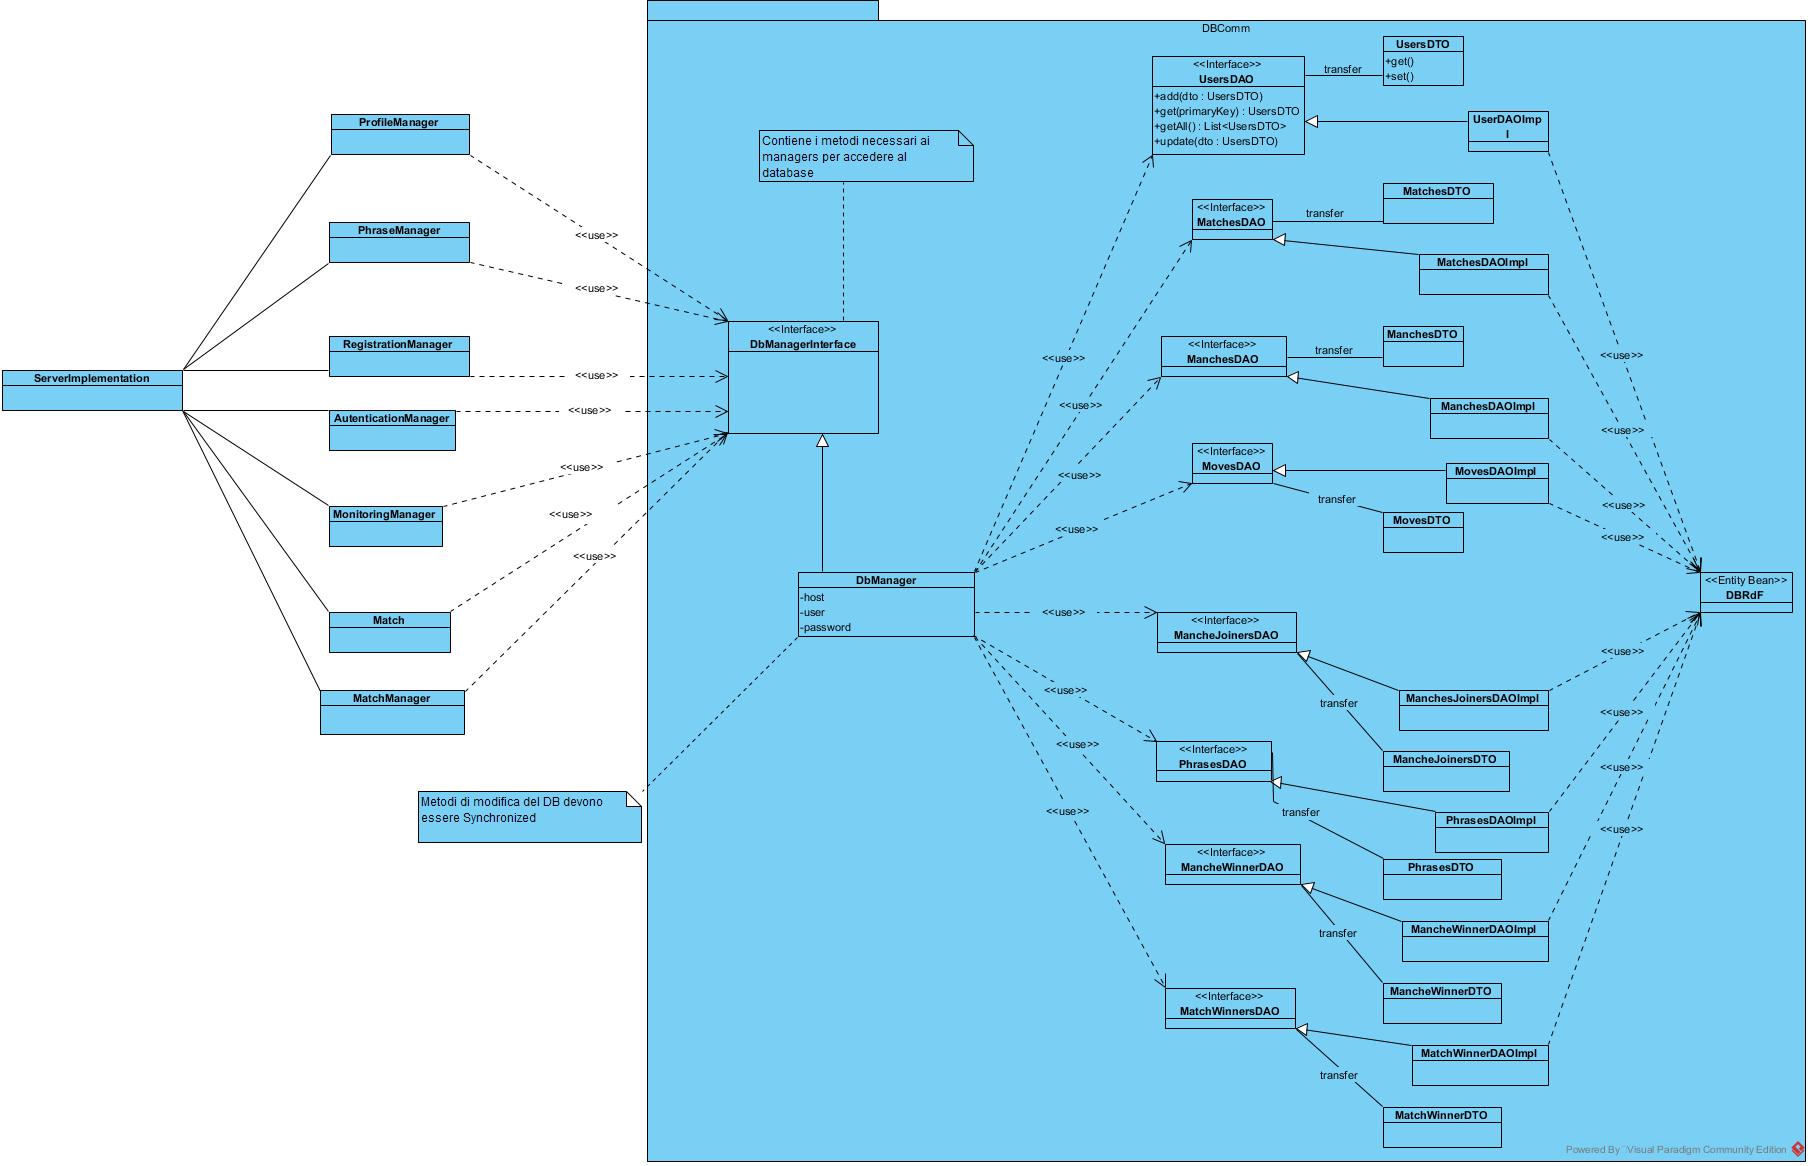 DBComm
ProfileManager
PhraseManager
RegistrationManager
ServerImplementation
AutenticationManager
MonitoringManager
Match
MatchManager
<<use>>
<<use>>
<<use>>
<<use>>
<<use>>
<<use>>
<<use>>
Contiene i metodi necessari ai
managers per accedere al
database
<<Interface>>
DbManagerInterface
DbManager
-host
-user
-password
Metodi di modifica del DB devono
essere Synchronized
<<use>>
<<use>>
<<use>>
<<use>>
<<use>>
<<use>>
<<use>>
<<use>>
<<Interface>>
UsersDAO
+add(dto : UsersDTO)
+get(primaryKey) : UsersDTO
+getAll() : List<UsersDTO>
+update(dto : UsersDTO)
transfer
UsersDTO
+get()
+set()
UserDAOImp
l
<<Interface>>
MatchesDAO
transfer
MatchesDTO
MatchesDAOImpl
<<Interface>>
ManchesDAO
transfer
ManchesDTO
ManchesDAOImpl
<<Interface>>
MovesDAO
MovesDAOImpl
transfer
MovesDTO
<<Interface>>
MancheJoinersDAO
ManchesJoinersDAOImpl
transfer
MancheJoinersDTO
<<Interface>>
PhrasesDAO
transfer
PhrasesDAOImpl
PhrasesDTO
<<Interface>>
MancheWinnerDAO
MancheWinnerDAOImpl
transfer
MancheWinnerDTO
<<Interface>>
MatchWinnersDAO
MatchWinnerDAOImpl
transfer
MatchWinnerDTO
<<use>>
<<use>>
<<use>>
<<use>>
<<use>>
<<use>>
<<use>>
<<use>>
<<Entity Bean>>
DBRdF
Powered By Visual Paradigm Community Edition